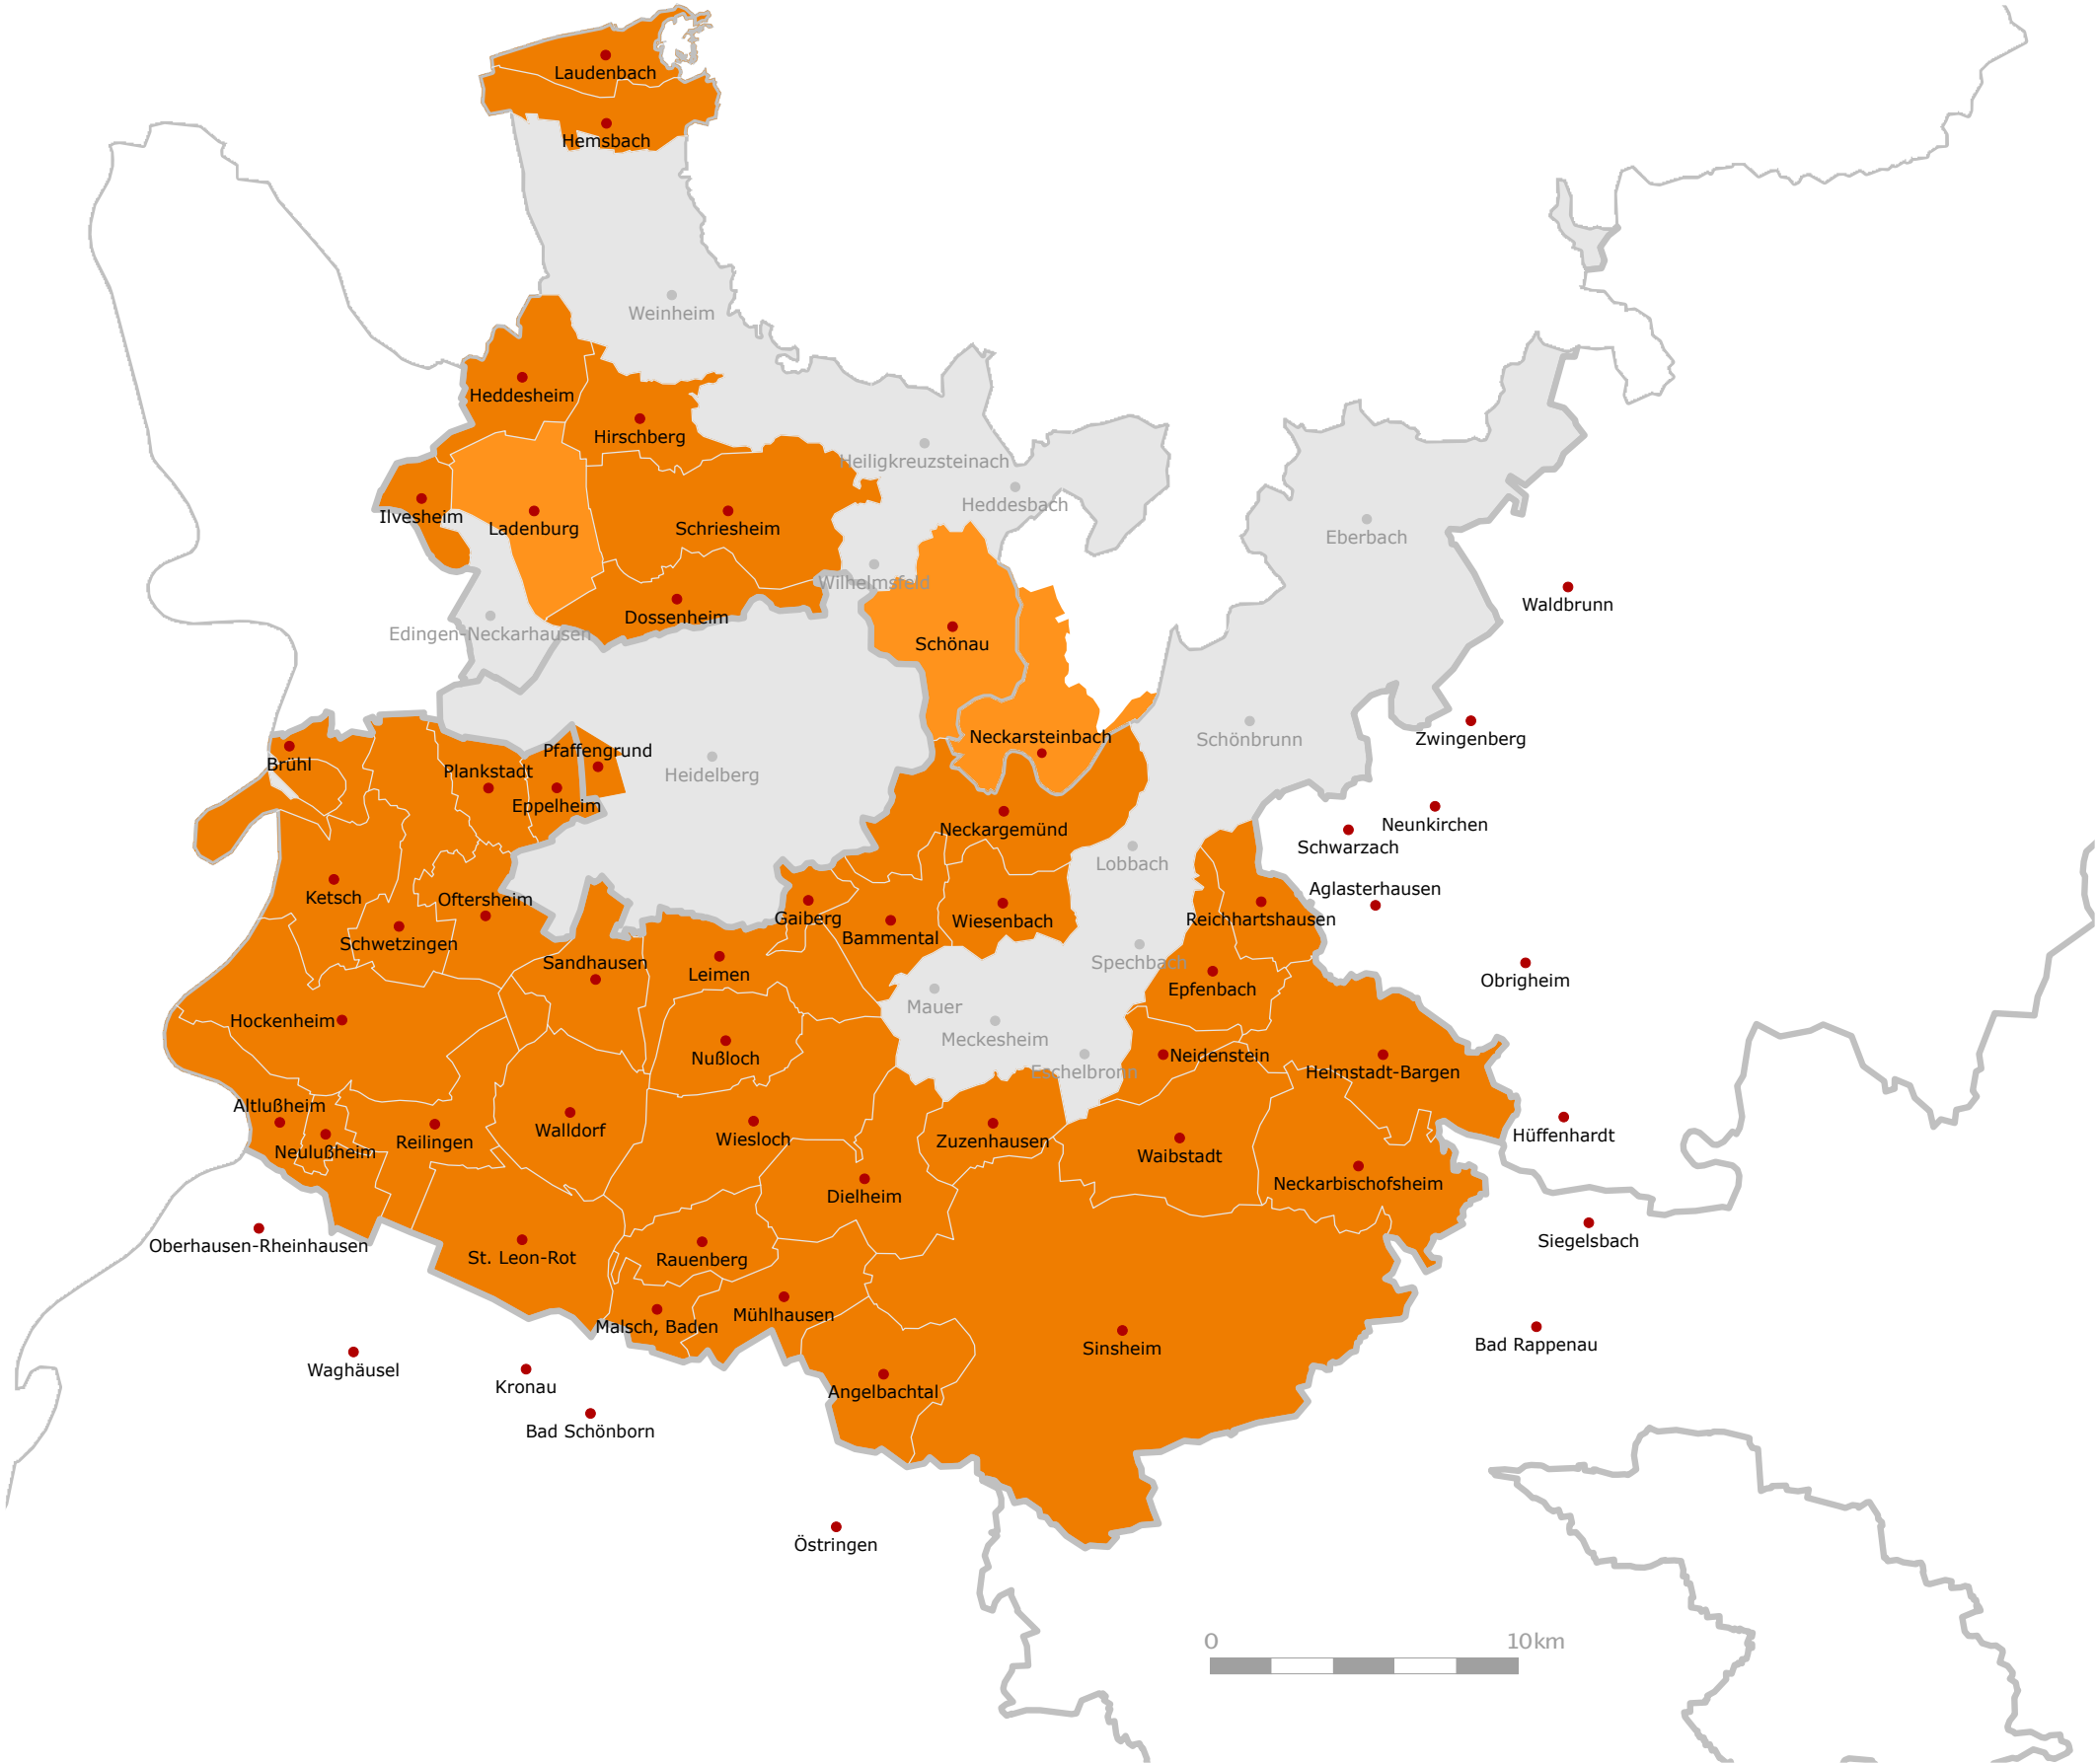 Laudenbach
Hemsbach
Weinheim
Heddesheim
Hirschberg
Heiligkreuzsteinach
Heddesbach
Ilvesheim
Ladenburg
Schriesheim
Eberbach
Wilhelmsfeld
Waldbrunn
Dossenheim
Edingen-Neckarhausen
Schönau
Neckarsteinbach
Schönbrunn
Zwingenberg
Brühl
Pfaffengrund
Plankstadt
Heidelberg
Eppelheim
Neckargemünd
Neunkirchen
Schwarzach
Lobbach
Aglasterhausen
Ketsch
Oftersheim
Gaiberg
Wiesenbach
Reichhartshausen
Schwetzingen
Bammental
Sandhausen
Leimen
Spechbach
Obrigheim
Epfenbach
Mauer
Hockenheim
Meckesheim
Nußloch
Neidenstein
Eschelbronn
Helmstadt-Bargen
Altlußheim
Walldorf
Hüffenhardt
Reilingen
Wiesloch
Zuzenhausen
Neulußheim
Waibstadt
Neckarbischofsheim
Dielheim
Oberhausen-Rheinhausen
St. Leon-Rot
Rauenberg
Siegelsbach
Mühlhausen
Malsch, Baden
Sinsheim
Bad Rappenau
Waghäusel
Kronau
Angelbachtal
Bad Schönborn
Östringen
0 10km